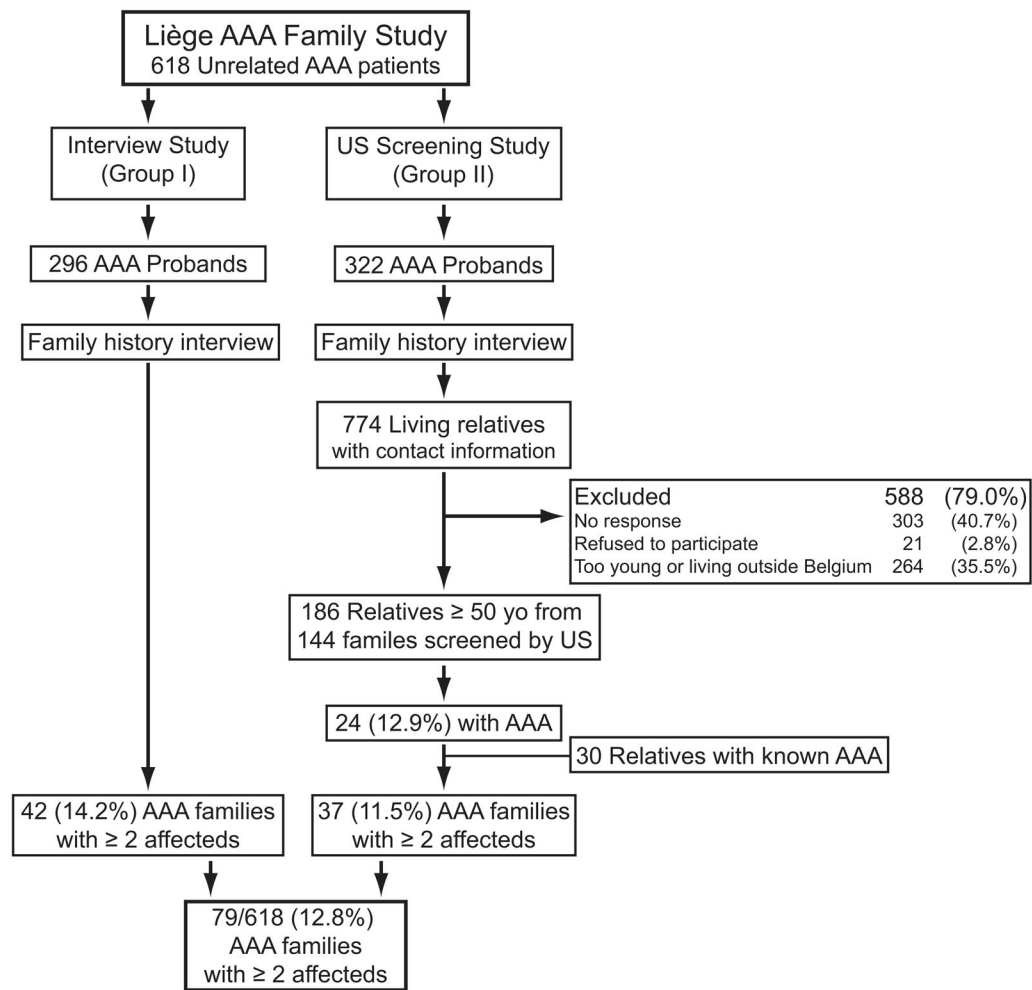 Liège AAA Family Study
618 Unrelated AAA patients
Interview Study
(Group I)
US Screening Study
(Group II)
296 AAA Probands
322 AAA Probands
Family history interview
Family history interview
774 Living relatives
with contact information
Excluded 588 (79.0%)
No response 303 (40.7%)
Refused to participate 21 (2.8%)
Too young or living outside Belgium 264 (35.5%)
186 Relatives ≥ 50 yo from
144 familes screened by US
24 (12.9%) with AAA
30 Relatives with known AAA
42 (14.2%) AAA families
with ≥ 2 affecteds
37 (11.5%) AAA families
with ≥ 2 affecteds
79/618 (12.8%)
AAA families
with ≥ 2 affecteds